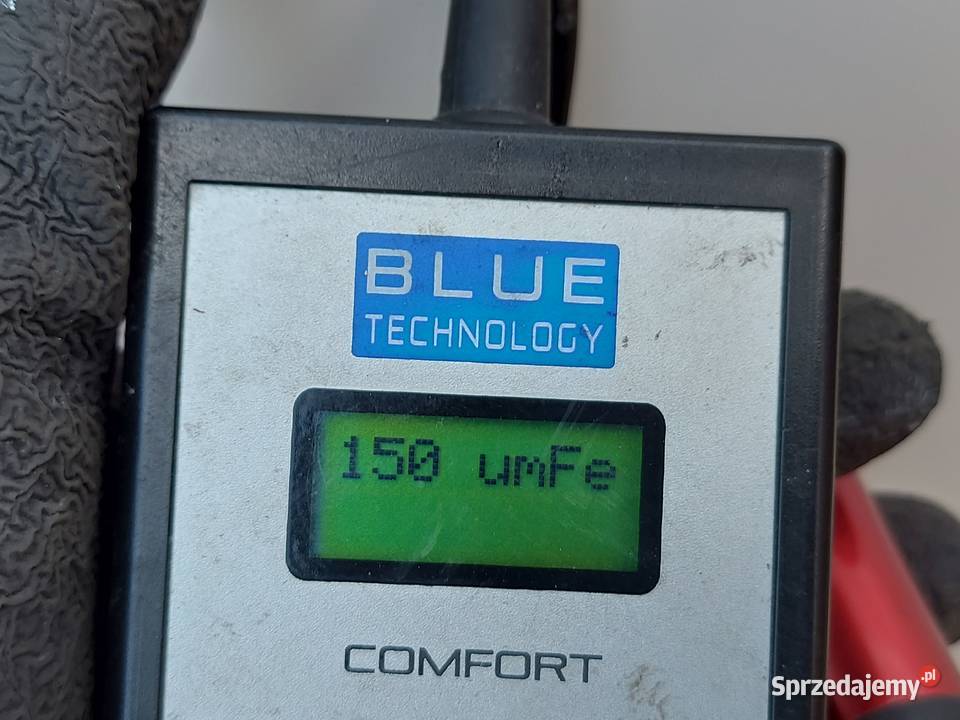 BLUE
TECHNOLOGY
150 umFe
COMFORT
Sprzedajemy.pl